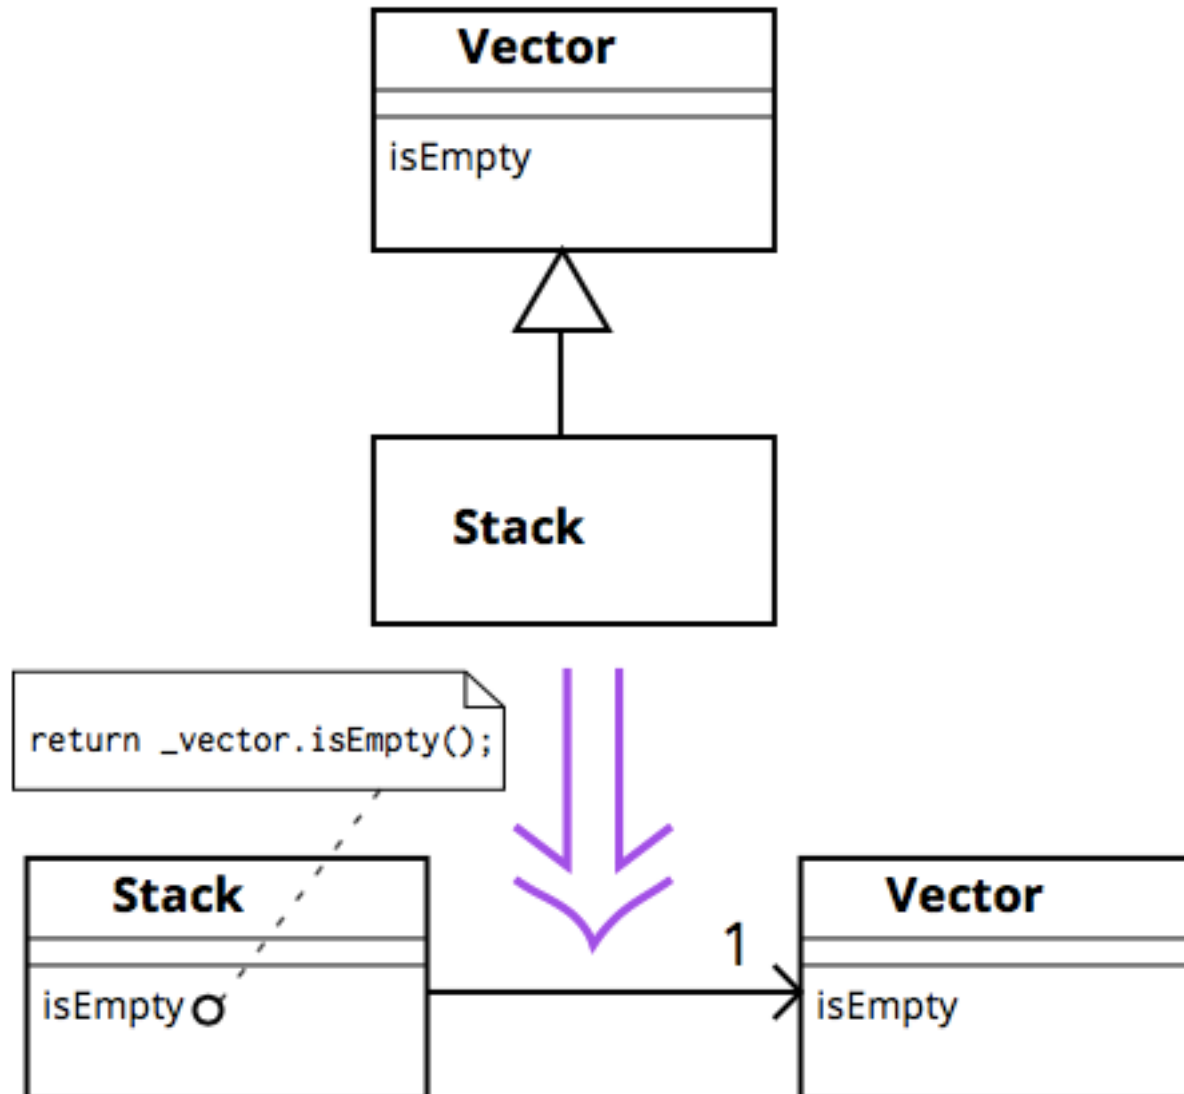 Vector
isEmpty
Stack
return _vector.isEmpty();
Stack
isEmpty
1
Vector
isEmpty